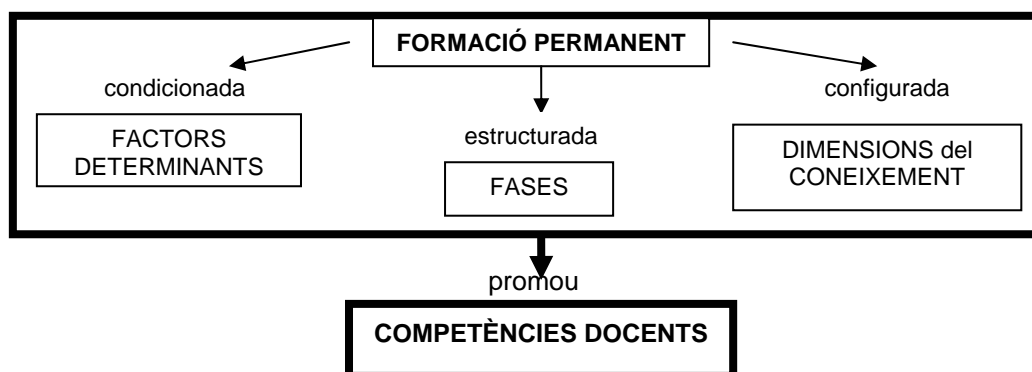 FORMACIÓ PERMANENT
condicionada
configurada
estructurada
FACTORS
DETERMINANTS
FASES
DIMENSIONS del
CONEIXEMENT
promou
COMPETÈNCIES DOCENTS